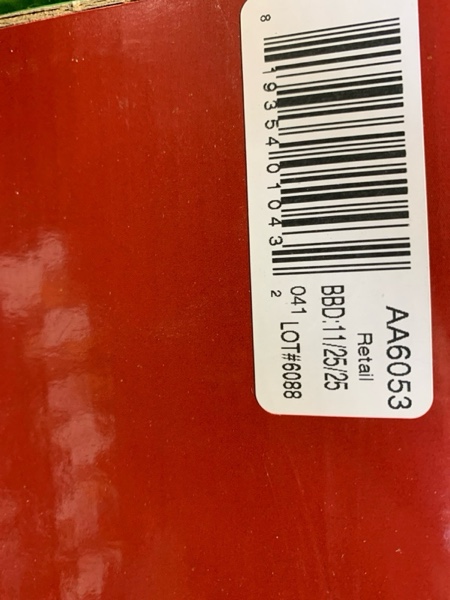 AA6053
Retail
BBD:11/25/25
041 LOT#6088
8 19354 01043 2